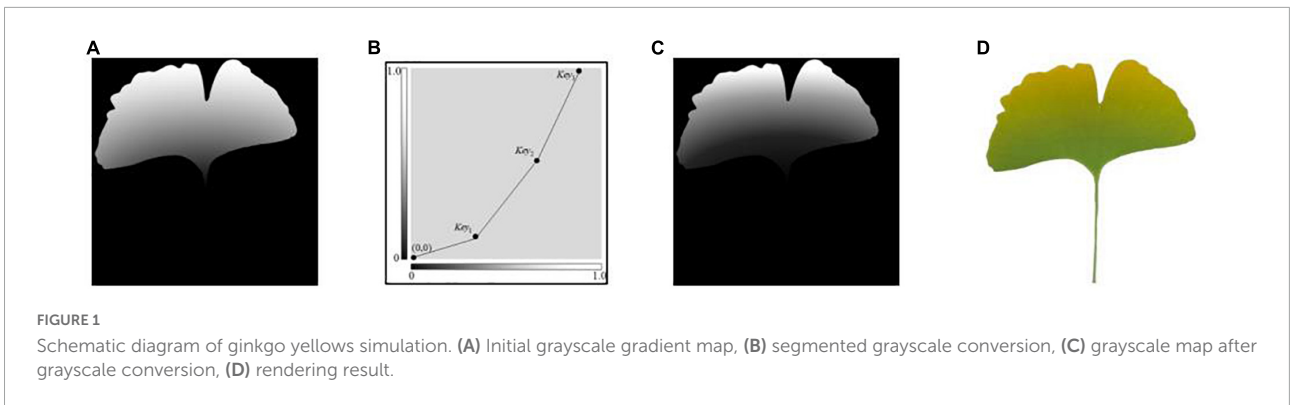 A
B
C
D
1.0
Key3
Key2
Key1
(0,0)
0
0
1.0
FIGURE 1
Schematic diagram of ginkgo yellows simulation. (A) Initial grayscale gradient map, (B) segmented grayscale conversion, (C) grayscale map after
grayscale conversion, (D) rendering result.